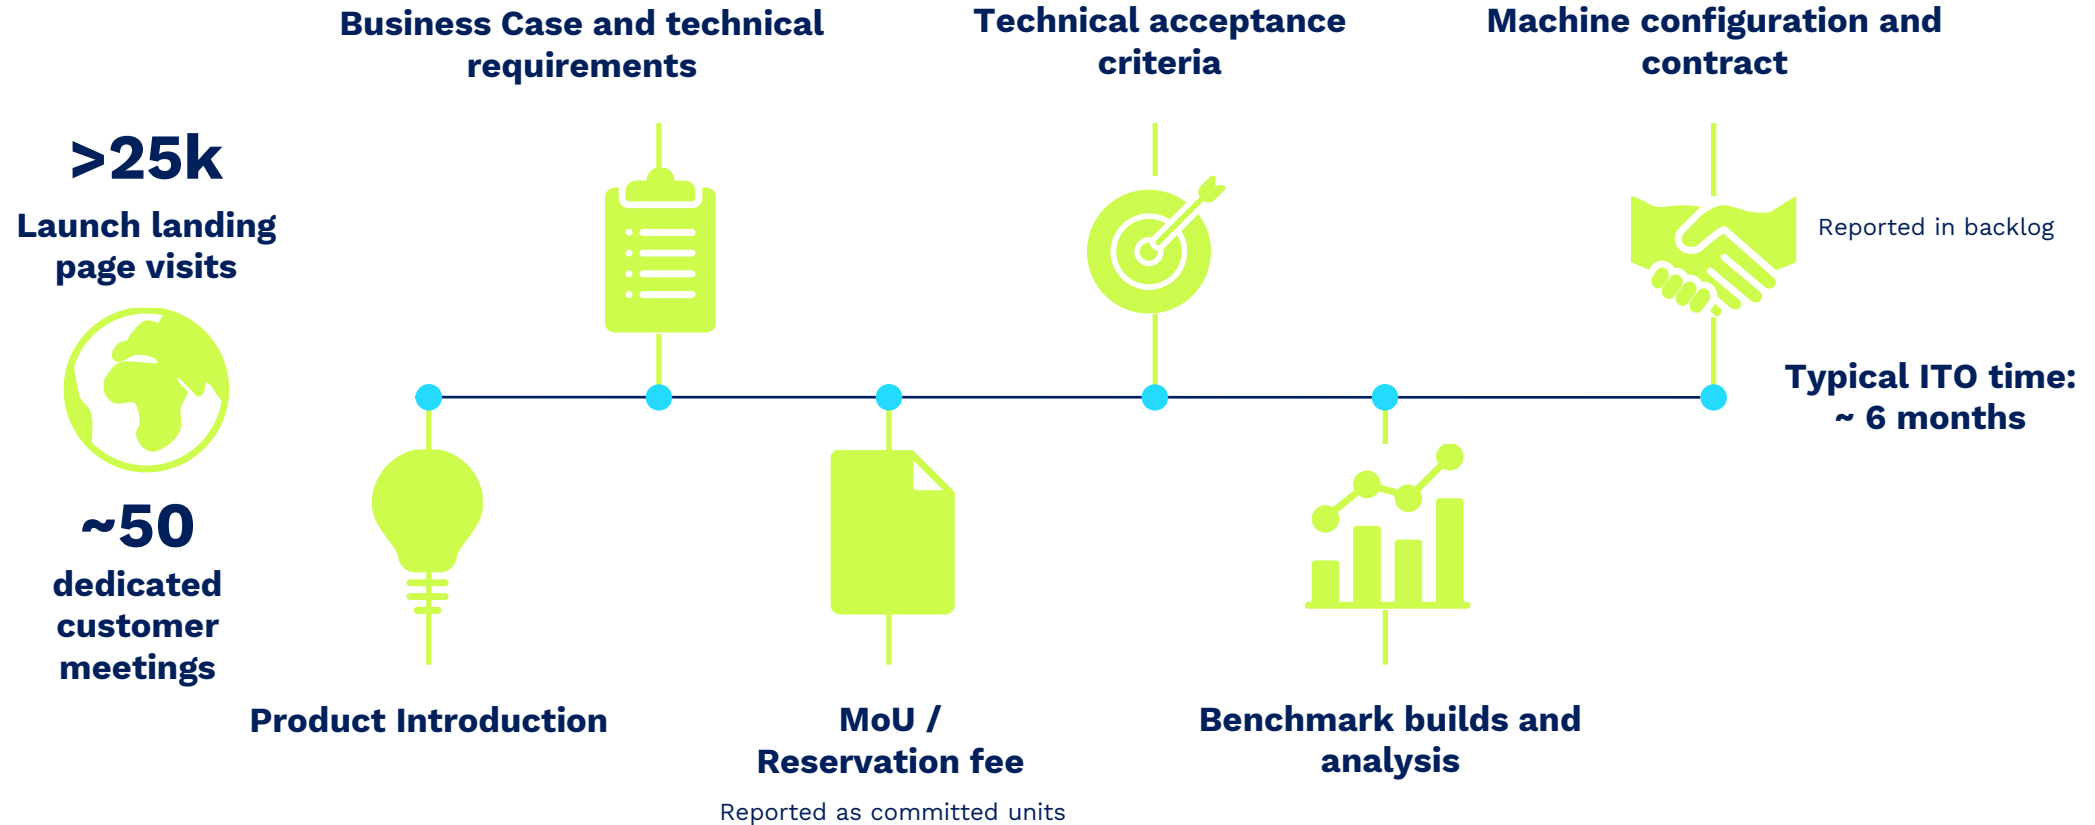 >25k
Launch landing
page visits
~50
dedicated
customer
meetings
Product Introduction
Business Case and technical
requirements
MoU /
Reservation fee
Reported as committed units
Technical acceptance
criteria
Benchmark builds and
analysis
Machine configuration and
contract
Reported in backlog
Typical ITO time:
~ 6 months